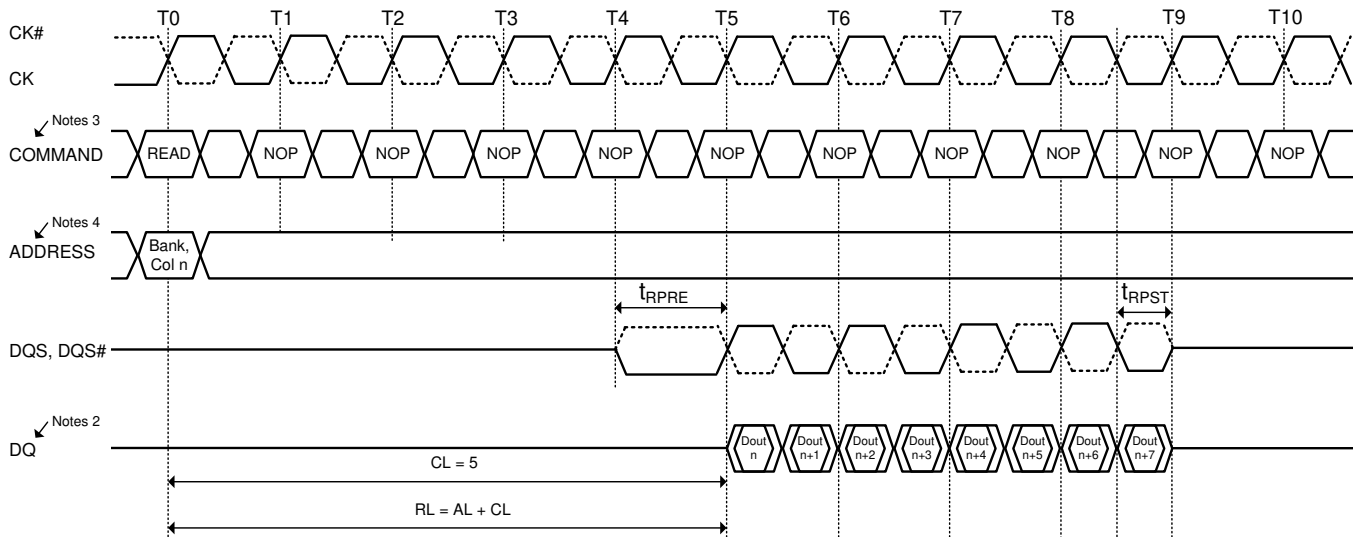 T0 T1 T2 T3 T4 T5 T6 T7 T8 T9 T10
CK#
CK
Notes 3
COMMAND READ NOP NOP NOP NOP NOP NOP NOP NOP NOP NOP
Notes 4
ADDRESS Bank,
Col n
tRPRE tRPST
DQS, DQS#
Notes 2
DQ
Dout Dout Dout Dout Dout Dout Dout Dout
n n+1 n+2 n+3 n+4 n+5 n+6 n+7
CL = 5
RL = AL + CL